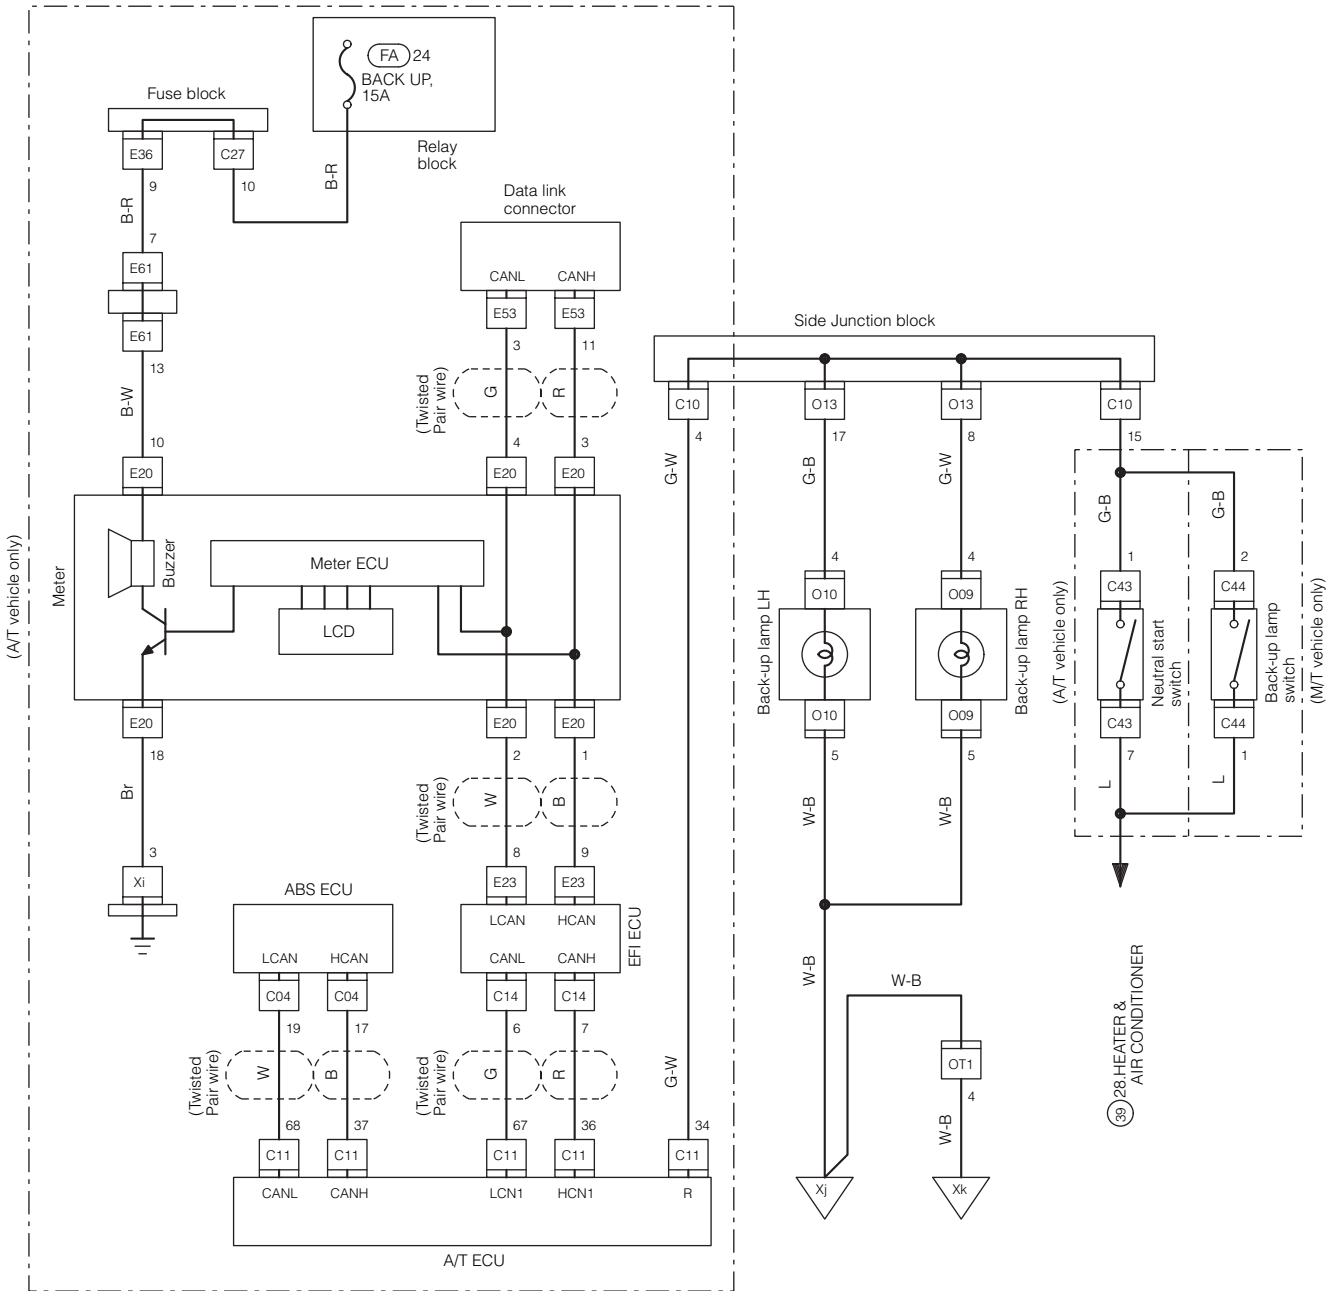 FA 24
BACK UP,
15A
Fuse block
E36
C27
Relay
block
9
10
B-R
B-R
Data link
connector
7
E61
CANL
CANH
E53
E53
E61
Side Junction block
3
11
13
(Twisted
Pair wire)
G
R
B-W
C10
O13
O13
C10
4
17
8
15
10
4
3
G-W
G-B
G-W
E20
E20
E20
G-B
G-B
(A/T vehicle only)
Meter
Buzzer
Meter ECU
LCD
4
4
1
2
O10
O09
C43
C44
Back-up lamp LH
Back-up lamp RH
(A/T vehicle only)
Neutral start
switch
Back-up lamp
switch
(M/T vehicle only)
E20
E20
E20
O10
O09
C43
C44
18
2
1
5
5
7
1
Br
(Twisted
Pair wire)
W
B
W-B
W-B
L
L
3
8
9
Xi
E23
E23
ABS ECU
LCAN
HCAN
EFI ECU
LCAN
HCAN
CANL
CANH
W-B
W-B
C04
C04
C14
C14
19
17
6
7
(Twisted
Pair wire)
W
B
(Twisted
Pair wire)
G
R
G-W
OT1
4
39 28.HEATER &
AIR CONDITIONER
68
37
67
36
34
W-B
C11
C11
C11
C11
C11
CANL
CANH
LCN1
HCN1
R
Xj
Xk
A/T ECU